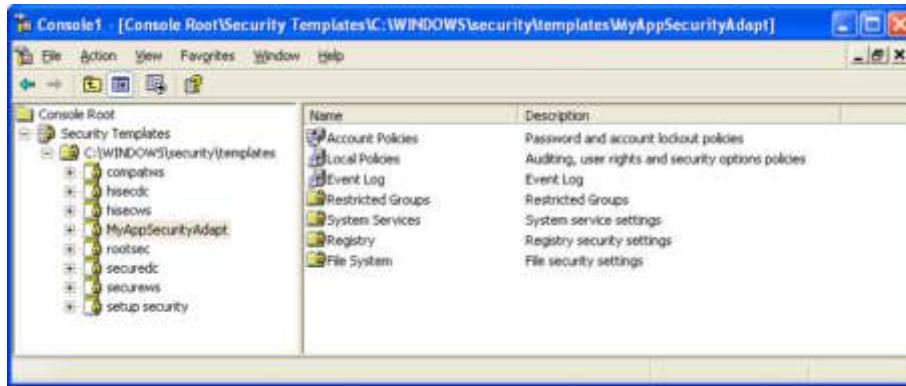 Console1 - [Console Root\Security Templates\C:\WINDOWS\security\templates\MyAppSecurityAdapt]
File Action View Favorites Window Help
Console Root
Security Templates
C:\WINDOWS\security\templates
compatws
hisecdc
hisecws
MyAppSecurityAdapt
rootsec
securedc
securews
setup security
Name Description
Account Policies Password and account lockout policies
Local Policies Auditing, user rights and security options policies
Event Log Event Log
Restricted Groups Restricted Groups
System Services System service settings
Registry Registry security settings
File System File security settings